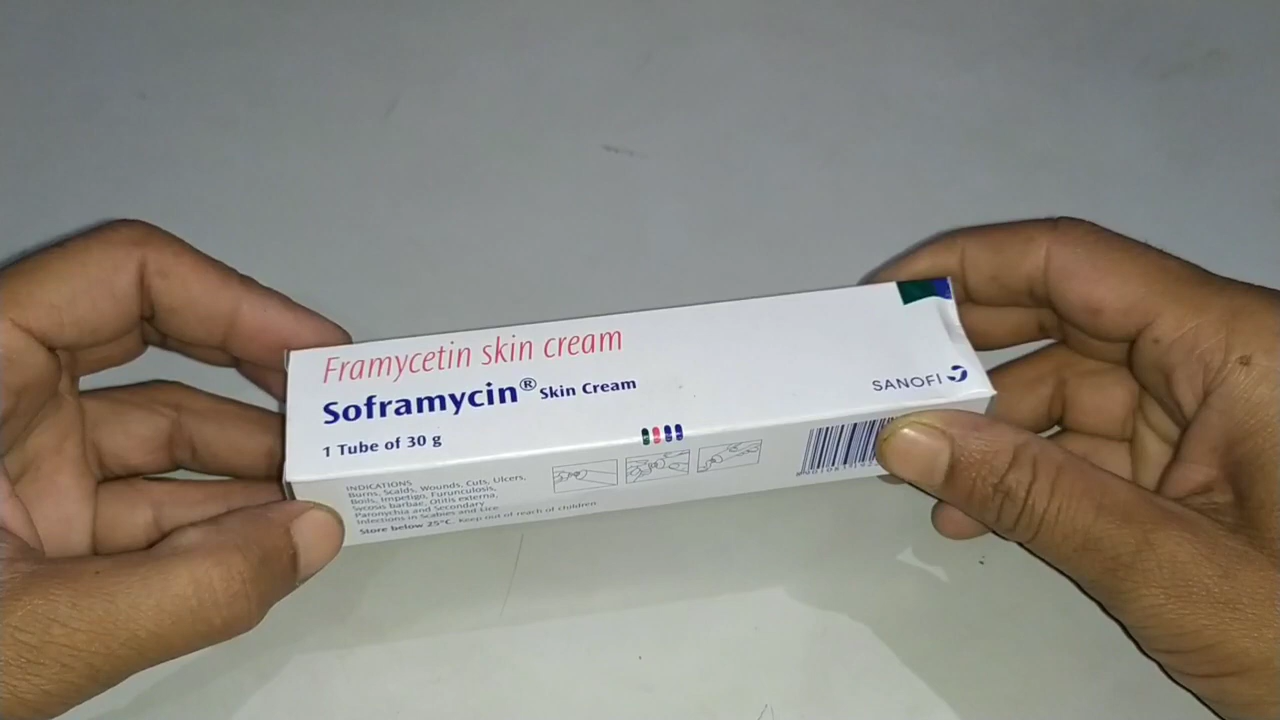 Framycetin skin cream
Soframycin® Skin Cream
1 Tube of 30 g
SANOFI
INDICATIONS
Burns, Scalds, Wounds, Cuts, Ulcers,
Boils, Impetigo, Furunculosis,
Sycosis barbae, Otitis externa,
Paronychia and Secondary
Infections in Scabies and Lice
Store below 25°C. Keep out of reach of children